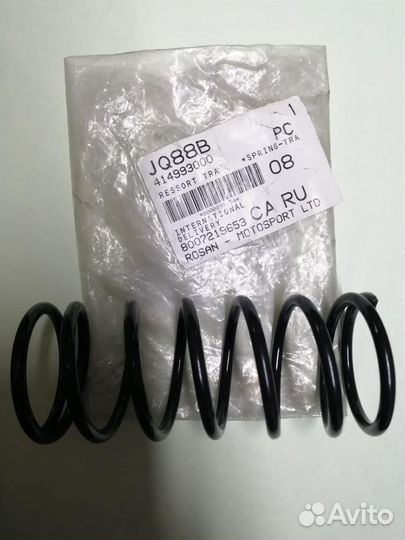 1
JQ88B PC
414993000
RESSORT TRA *SPRING-TRA
08
INTERNATIONAL
DELIVERY CA RU
B007219653
ROSAN - MOTOSPORT LTD
Avito